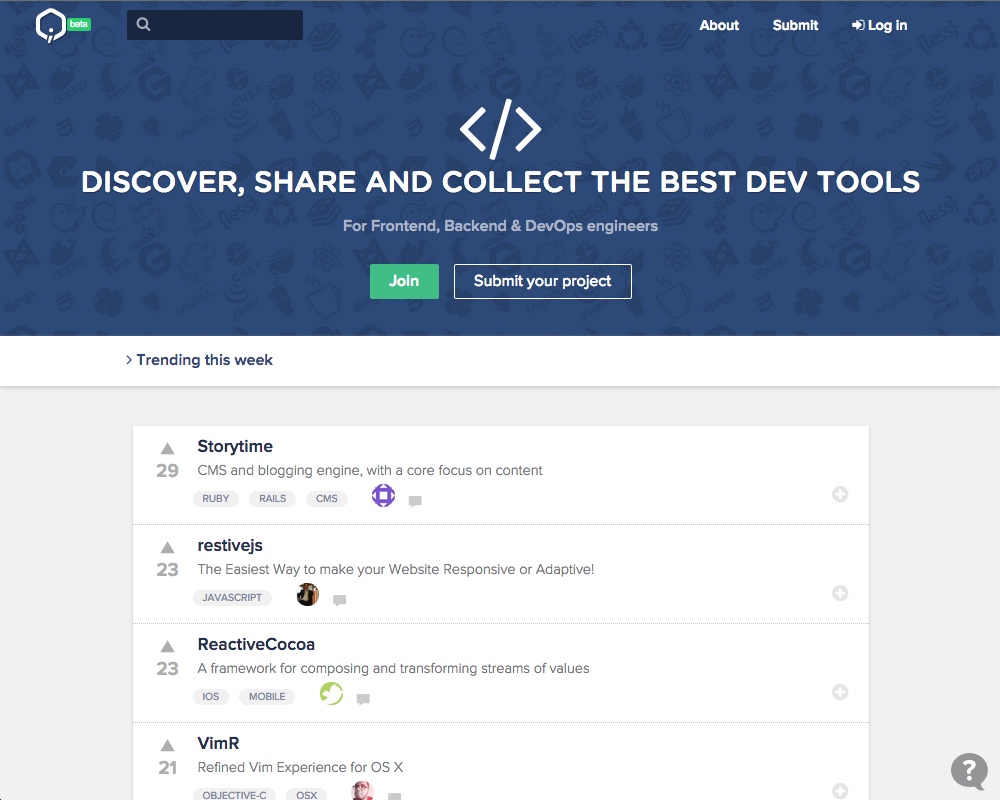 beta
About Submit Log in
</>
DISCOVER, SHARE AND COLLECT THE BEST DEV TOOLS
For Frontend, Backend & DevOps engineers
Join Submit your project
> Trending this week
Storytime
29 CMS and blogging engine, with a core focus on content
RUBY RAILS CMS
restivejs
23 The Easiest Way to make your Website Responsive or Adaptive!
JAVASCRIPT
ReactiveCocoa
23 A framework for composing and transforming streams of values
IOS MOBILE
VimR
21 Refined Vim Experience for OS X
OBJECTIVE-C OSX
?